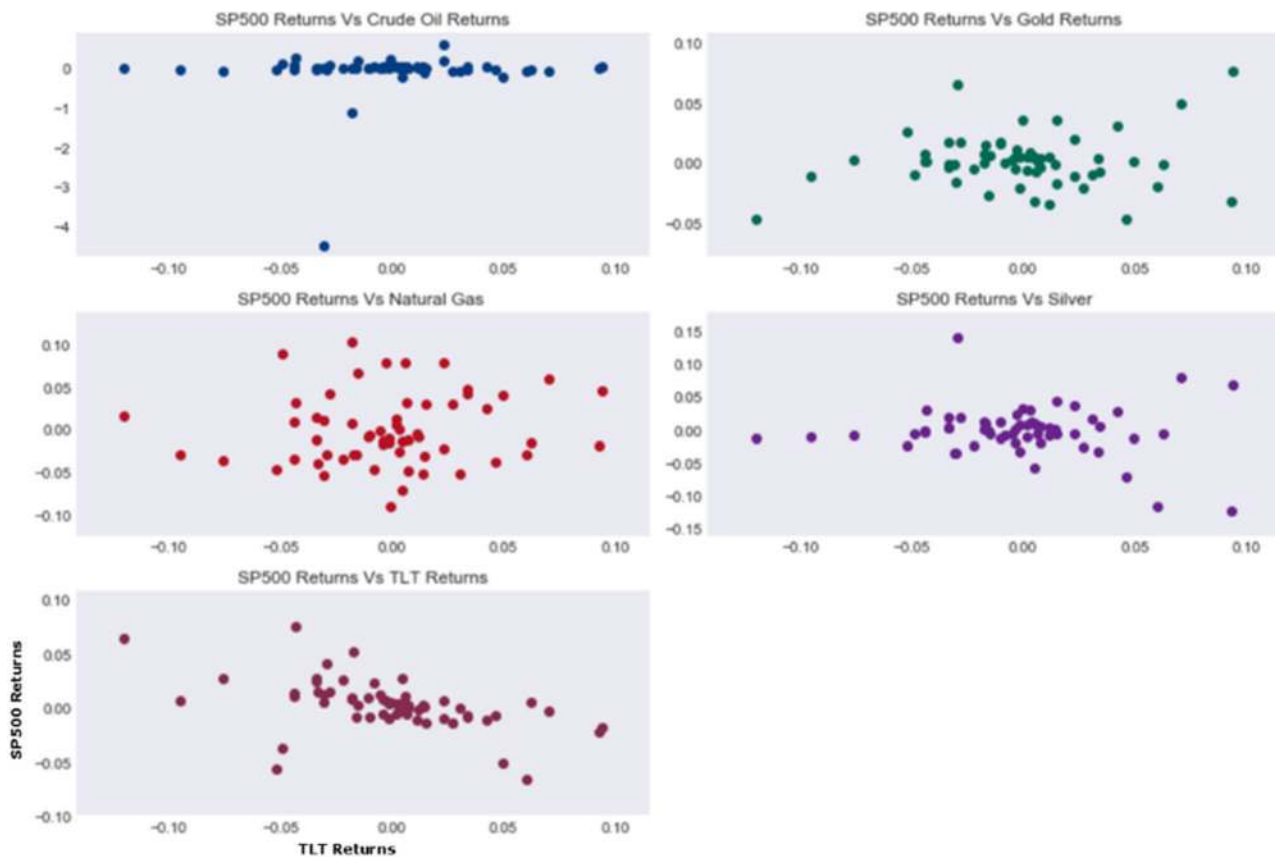 SP500 Returns Vs Crude Oil Returns
0
−1
−2
−3
−4
−0.10 −0.05 0.00 0.05 0.10
SP500 Returns Vs Gold Returns
0.10
0.05
0.00
−0.05
−0.10 −0.05 0.00 0.05 0.10
SP500 Returns Vs Natural Gas
0.10
0.05
0.00
−0.05
−0.10
−0.10 −0.05 0.00 0.05 0.10
SP500 Returns Vs Silver
0.15
0.10
0.05
0.00
−0.05
−0.10
−0.15
−0.10 −0.05 0.00 0.05 0.10
SP500 Returns Vs TLT Returns
SP500 Returns
0.10
0.05
0.00
−0.05
−0.10
−0.10 −0.05 0.00 0.05 0.10
TLT Returns